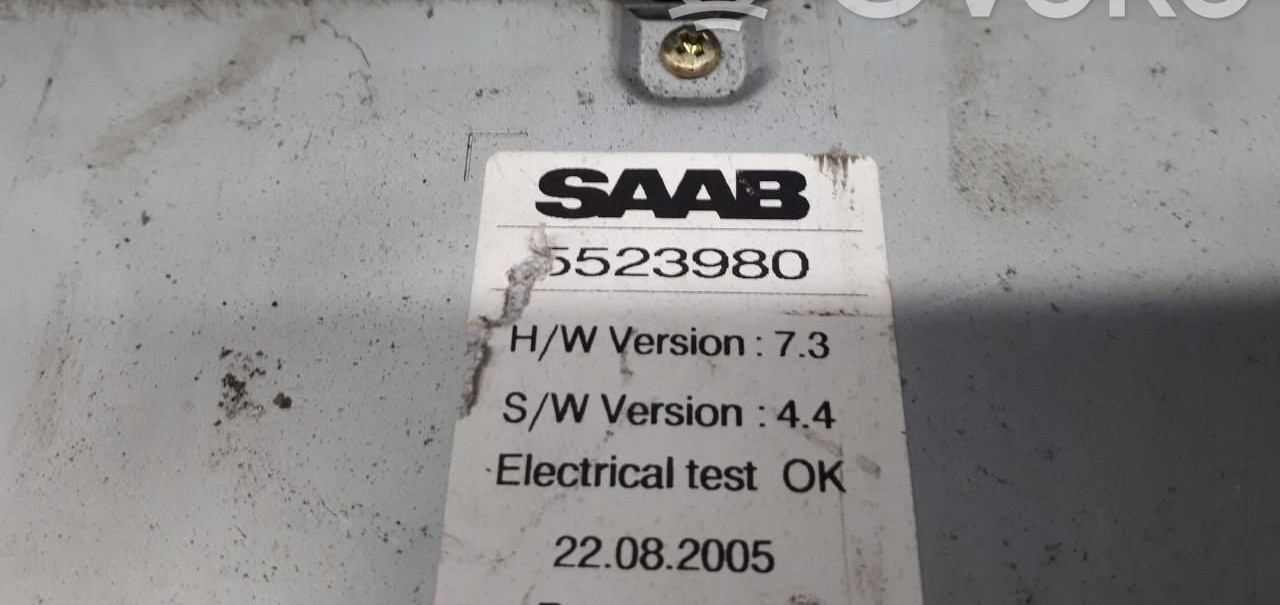 SAAB
5523980
H/W Version : 7.3
S/W Version : 4.4
Electrical test OK
22.08.2005